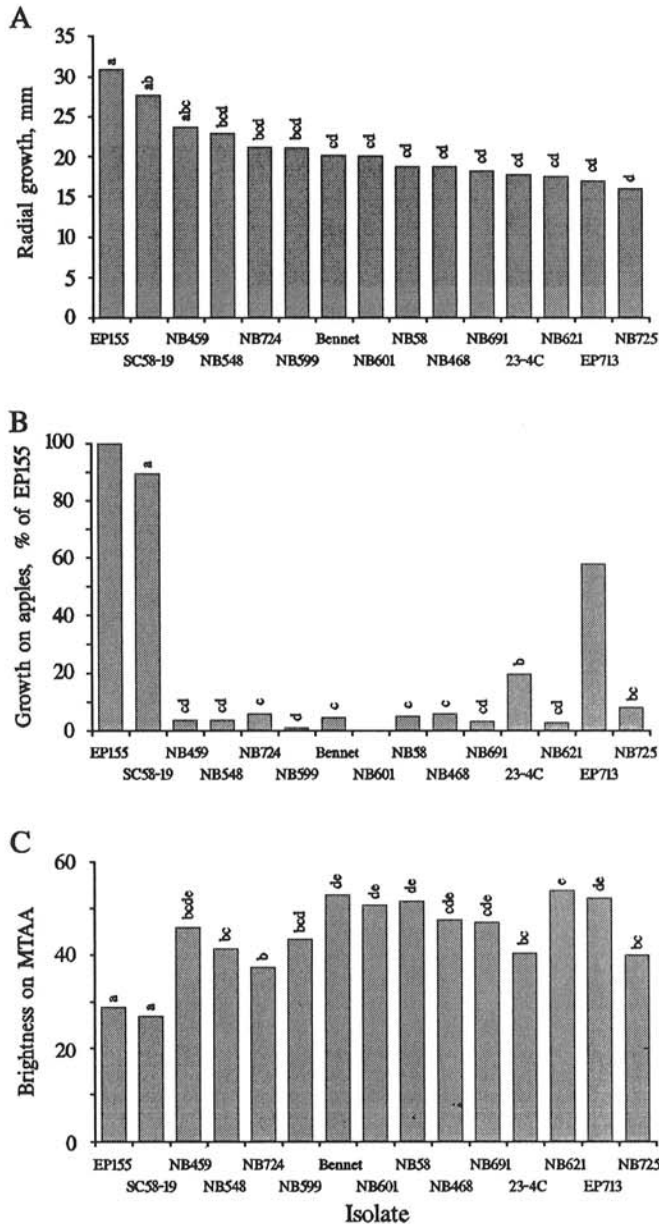 A
Radial growth, mm
35
30
25
20
15
10
5
0
a
ab
abc
bcd
bcd
bcd
cd
cd
cd
cd
cd
cd
cd
cd
d
EP155 NB459 NB724 Bennet NB58 NB691 NB621 NB725
SC58-19 NB548 NB599 NB601 NB468 23-4C EP713
B
Growth on apples, % of EP155
100
80
60
40
20
0
a
cd
cd
c
d
c
c
c
cd
b
cd
bc
EP155 NB459 NB724 Bennet NB58 NB691 NB621 NB725
SC58-19 NB548 NB599 NB601 NB468 23-4C EP713
C
Brightness on MTAA
60
40
20
0
a
a
bcde
bc
b
bcd
de
de
de
cde
cde
bc
e
de
bc
EP155 NB459 NB724 Bennet NB58 NB691 NB621 NB725
SC58-19 NB548 NB599 NB601 NB468 23-4C EP713
Isolate